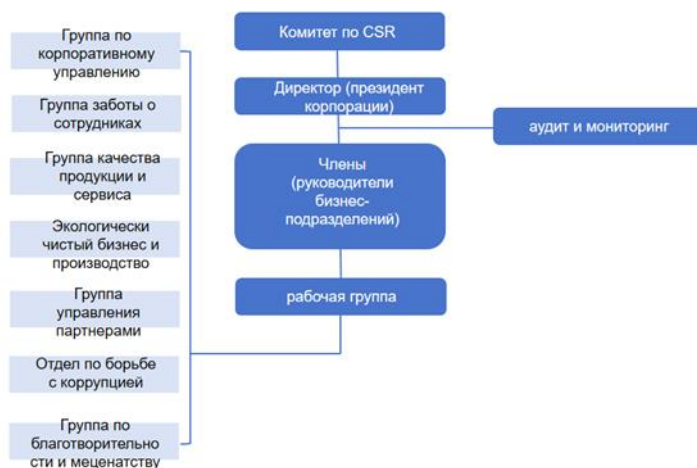 Комитет по CSR
Директор (президент
корпорации)
аудит и мониторинг
Члены
(руководители
бизнес-
подразделений)
рабочая группа
Группа по
корпоративному
управлению
Группа заботы о
сотрудниках
Группа качества
продукции и
сервиса
Экологически
чистый бизнес и
производство
Группа
управления
партнерами
Отдел по борьбе
с коррупцией
Группа по
благотворительно
сти и меценатству